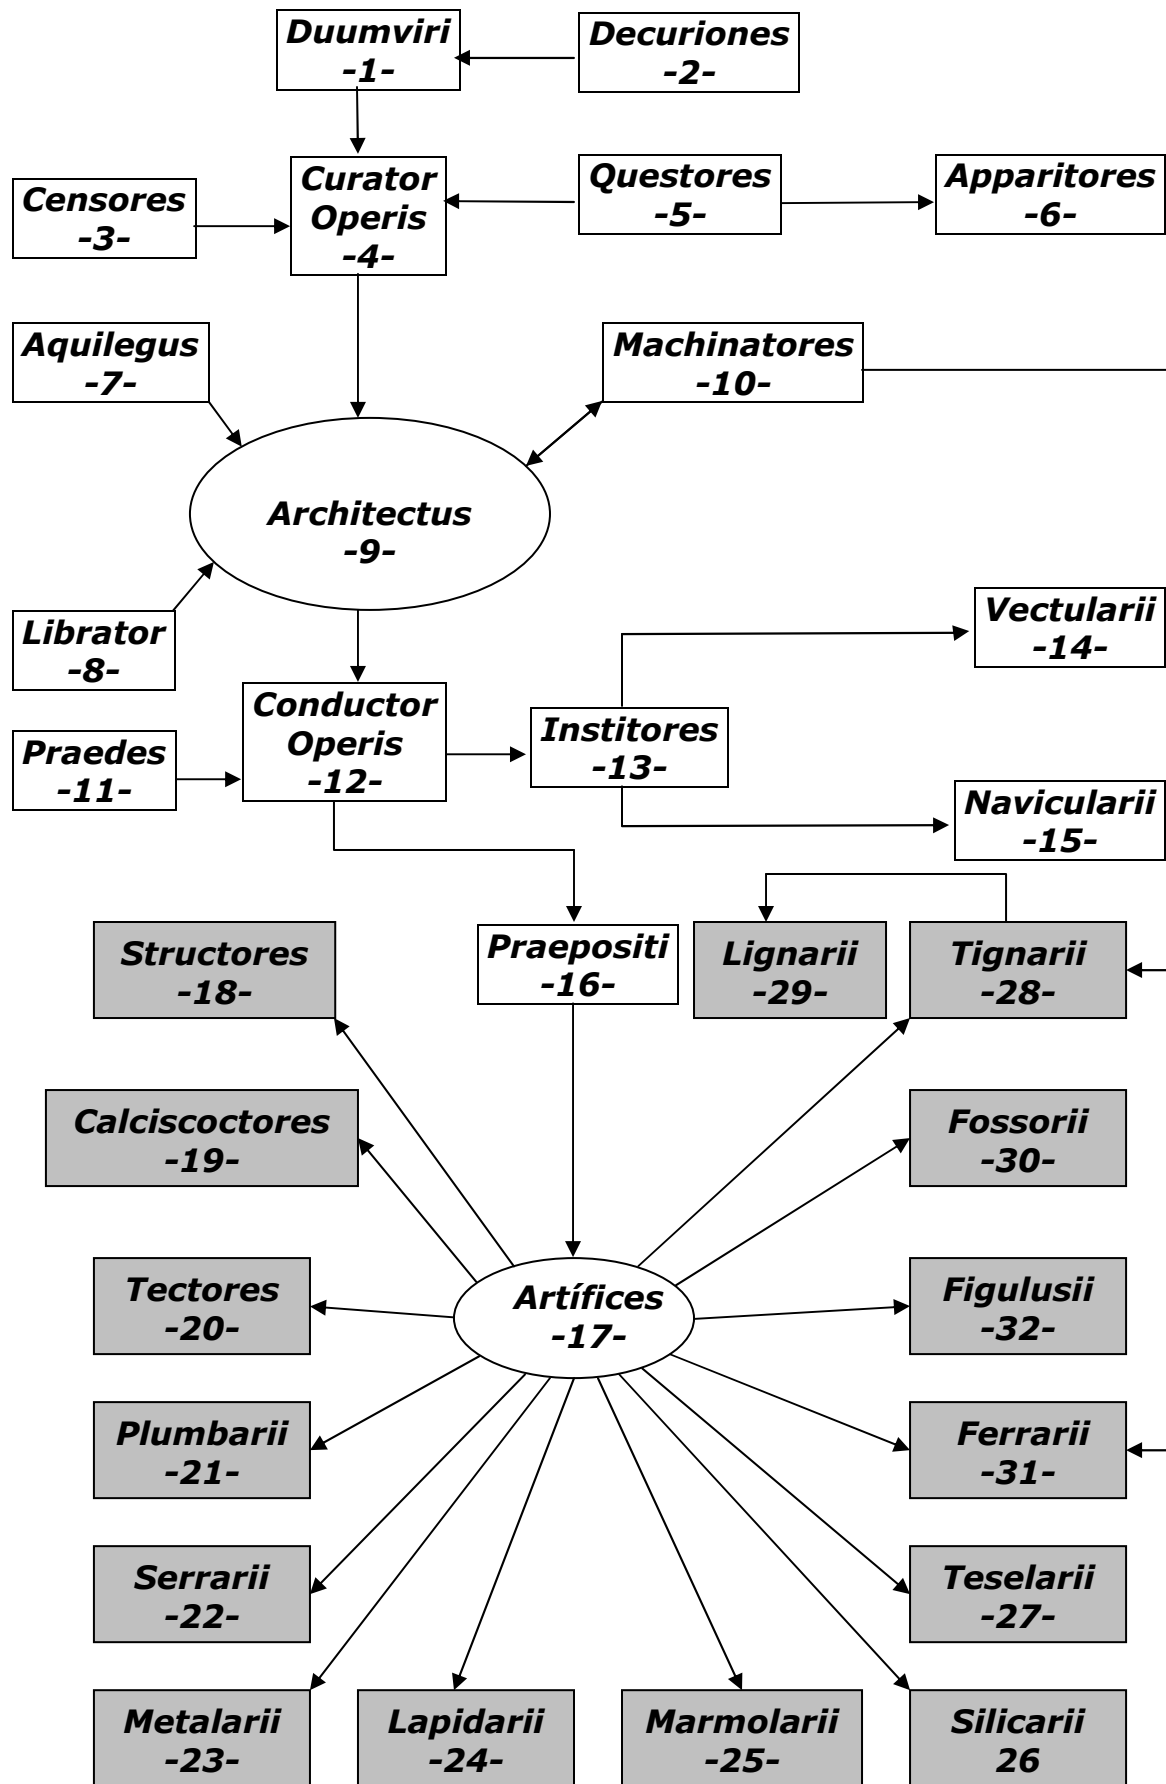 Duumviri
-1-
Decuriones
-2-
Censores
-3-
Curator
Operis
-4-
Questores
-5-
Apparitores
-6-
Aquilegus
-7-
Machinatores
-10-
Architectus
-9-
Librator
-8-
Vectularii
-14-
Conductor
Operis
-12-
Institores
-13-
Praedes
-11-
Navicularii
-15-
Structores
-18-
Praepositi
-16-
Lignarii
-29-
Tignarii
-28-
Calciscoctores
-19-
Fossorii
-30-
Tectores
-20-
Artífices
-17-
Figulusii
-32-
Plumbarii
-21-
Ferrarii
-31-
Serrarii
-22-
Teselarii
-27-
Metalarii
-23-
Lapidarii
-24-
Marmolarii
-25-
Silicarii
26